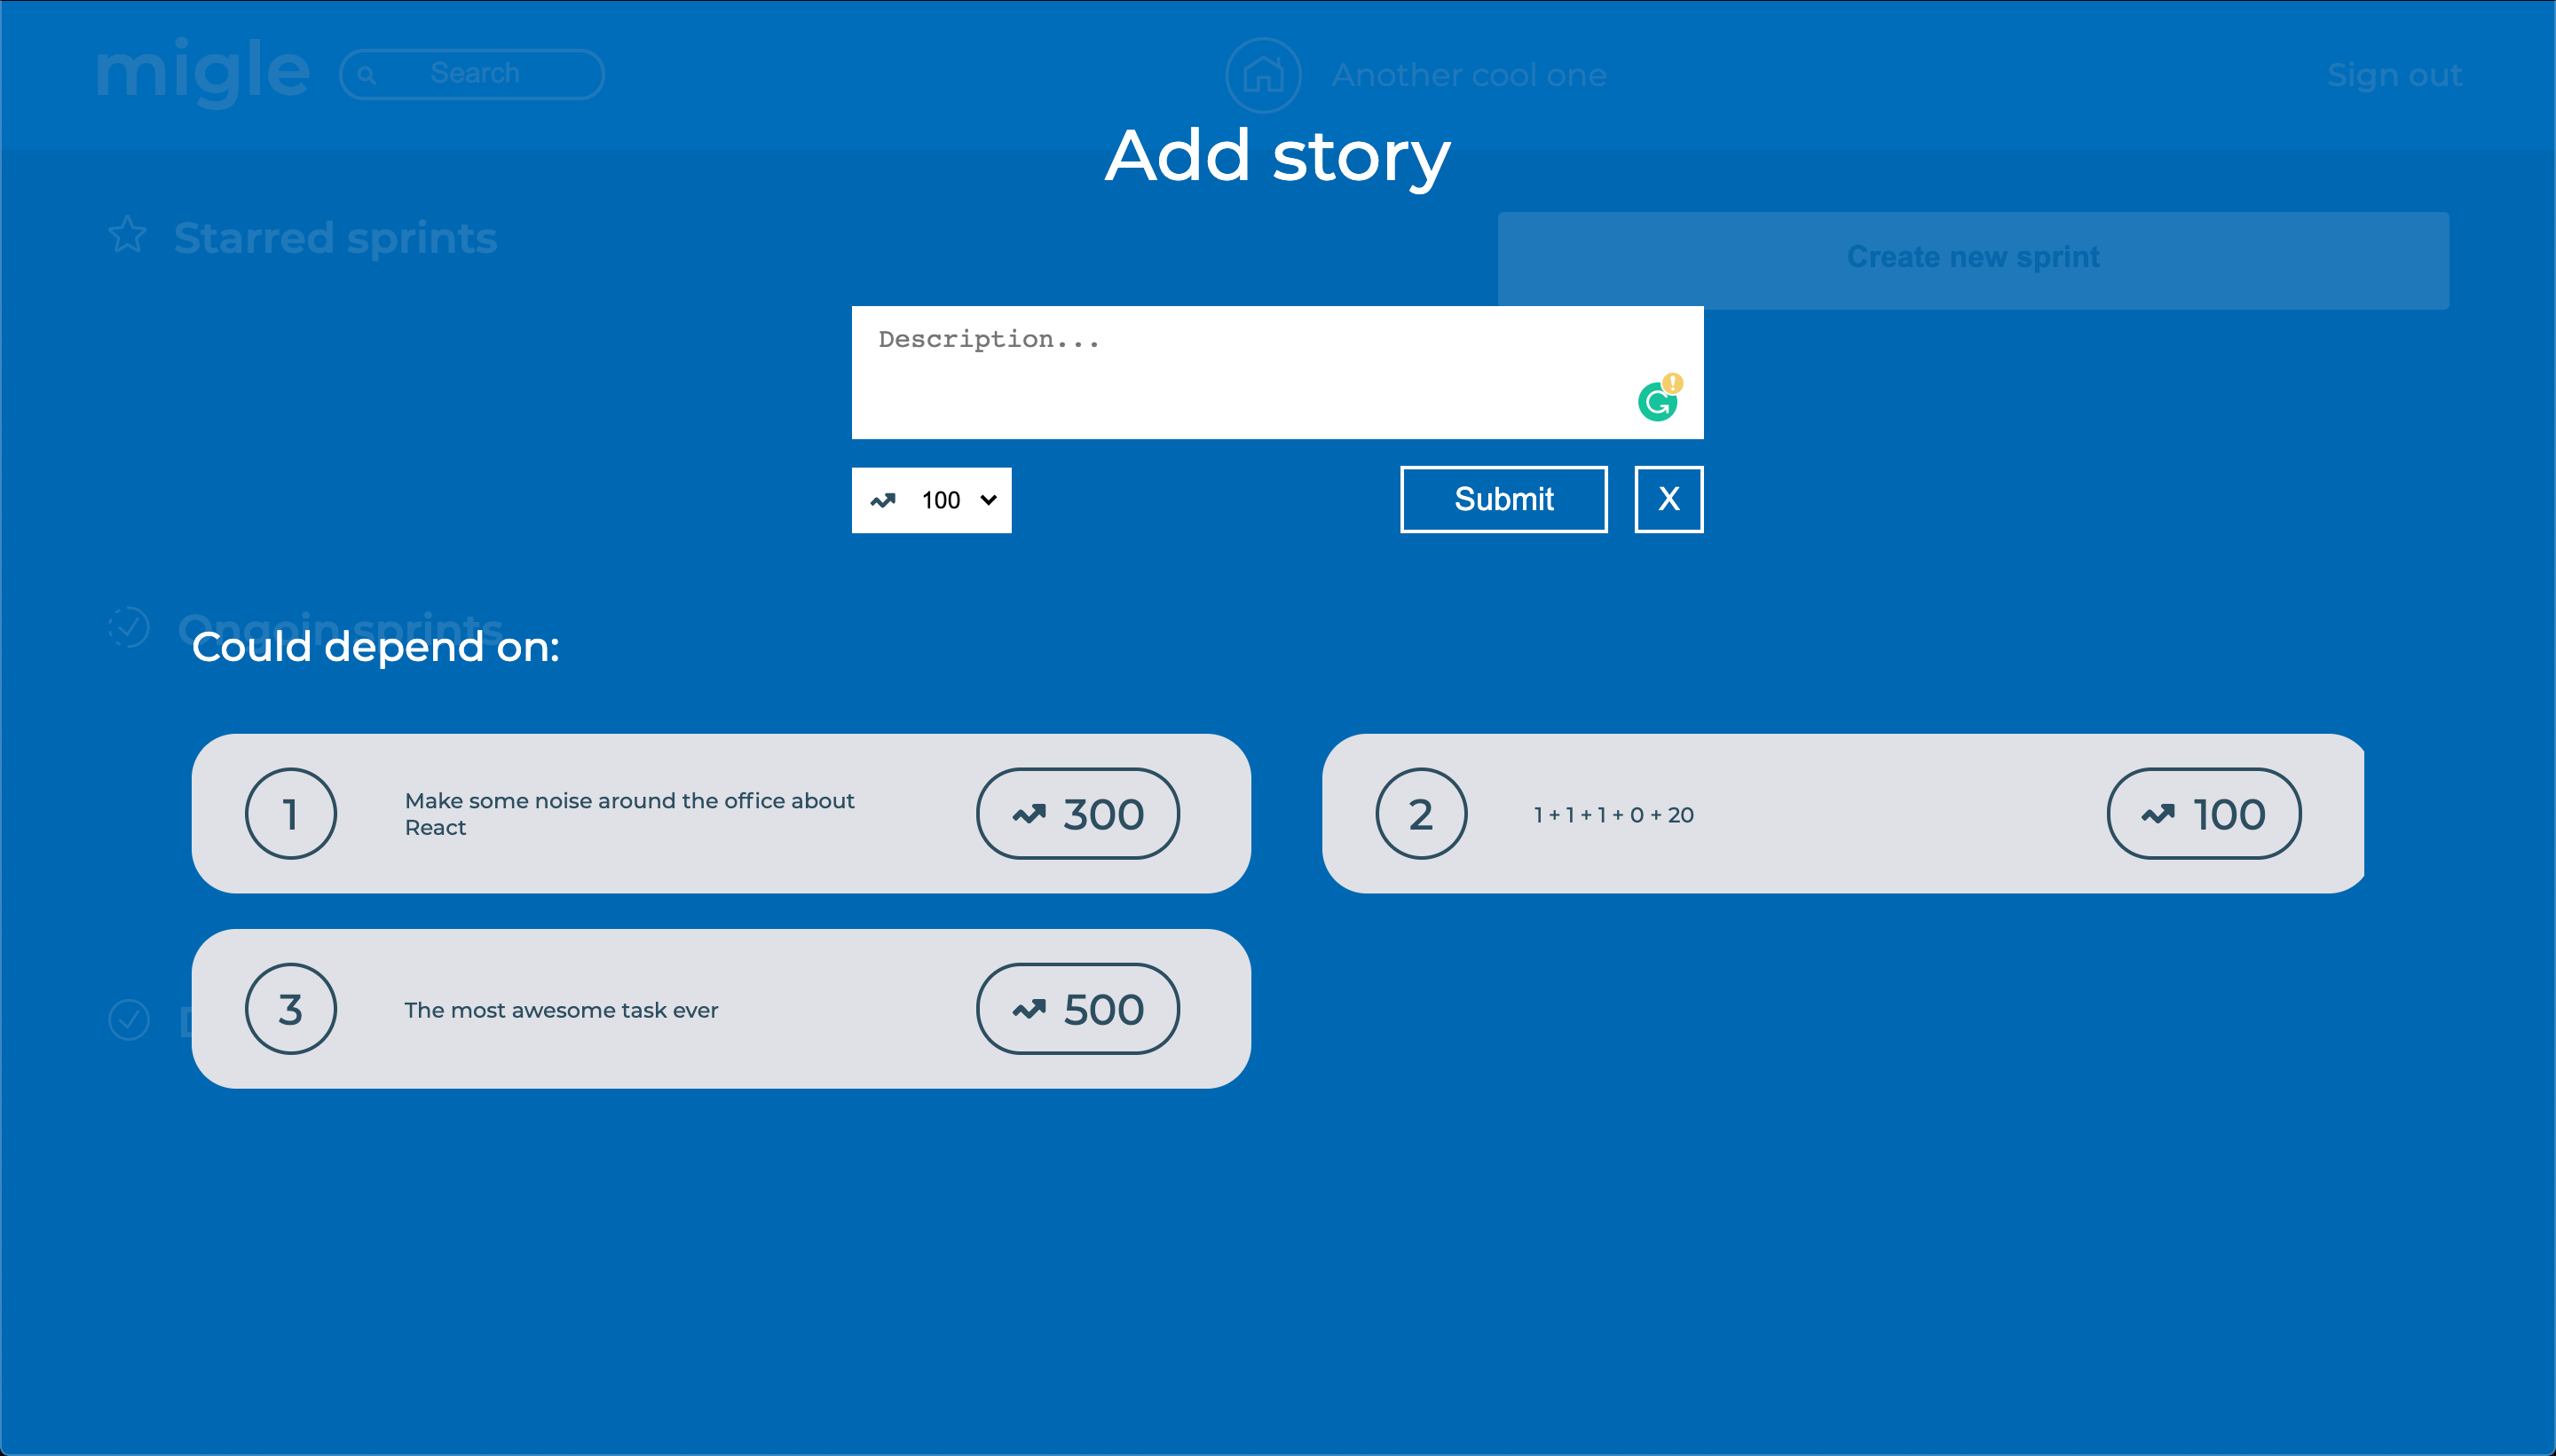 migle
Search
Another cool one
Sign out
Add story
Starred sprints
Create new sprint
Description...
100
Submit
X
Ongoin sprints
Could depend on:
1
Make some noise around the office about
React
300
2
1 + 1 + 1 + 0 + 20
100
3
The most awesome task ever
500